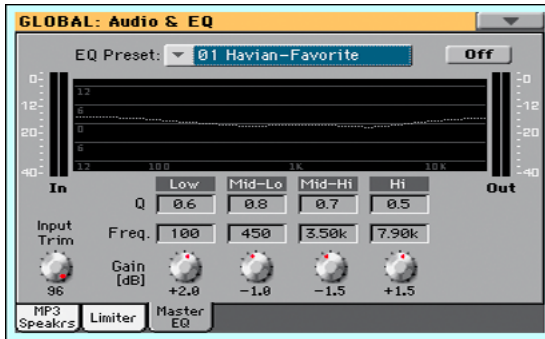 GLOBAL: Audio & EQ
EQ Preset: 01 Havian-Favorite Off
0 0
12 12
6
20 0 20
6
40 12 100 1K 10K 40
In Out
Low Mid-Lo Mid-Hi Hi
Q 0.6 0.8 0.7 0.5
Input Trim
Freq. 100 450 3.50k 7.90k
Gain [dB]
96 +2.0 -1.0 -1.5 +1.5
MP3 Speakrs Limiter Master EQ